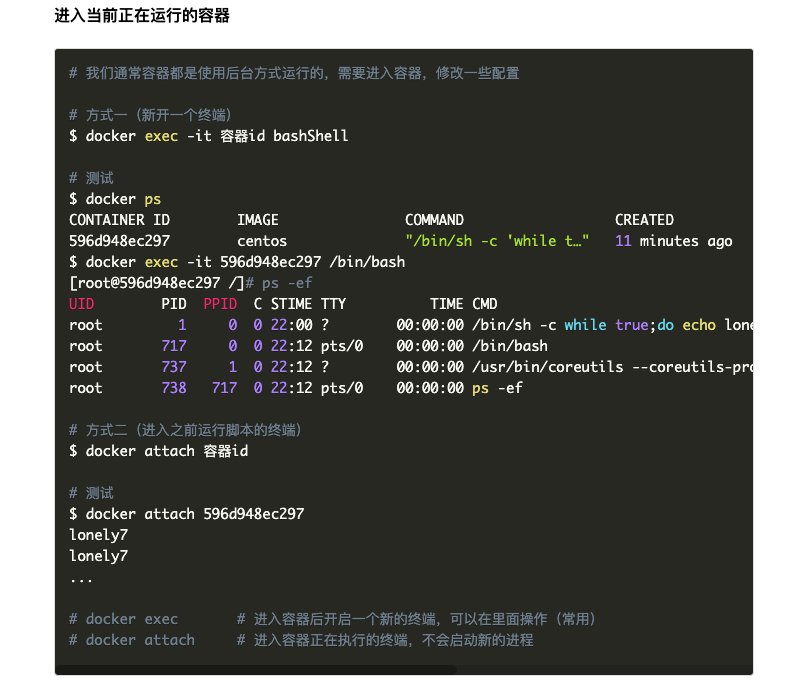 进入当前正在运行的容器
# 我们通常容器都是使用后台方式运行的，需要进入容器，修改一些配置
# 方式一（新开一个终端）
$ docker exec -it 容器id bashShell
# 测试
$ docker ps
CONTAINER ID        IMAGE               COMMAND                  CREATED
596d948ec297        centos              "/bin/sh -c 'while t…"   11 minutes ago
$ docker exec -it 596d948ec297 /bin/bash
[root@596d948ec297 /]# ps -ef
UID        PID  PPID  C STIME TTY          TIME CMD
root         1     0  0 22:00 ?        00:00:00 /bin/sh -c while true;do echo lone
root       717     0  0 22:12 pts/0    00:00:00 /bin/bash
root       737     1  0 22:12 ?        00:00:00 /usr/bin/coreutils --coreutils-pro
root       738   717  0 22:12 pts/0    00:00:00 ps -ef
# 方式二（进入之前运行脚本的终端）
$ docker attach 容器id
# 测试
$ docker attach 596d948ec297
lonely7
lonely7
...
# docker exec       # 进入容器后开启一个新的终端，可以在里面操作（常用）
# docker attach     # 进入容器正在执行的终端，不会启动新的进程